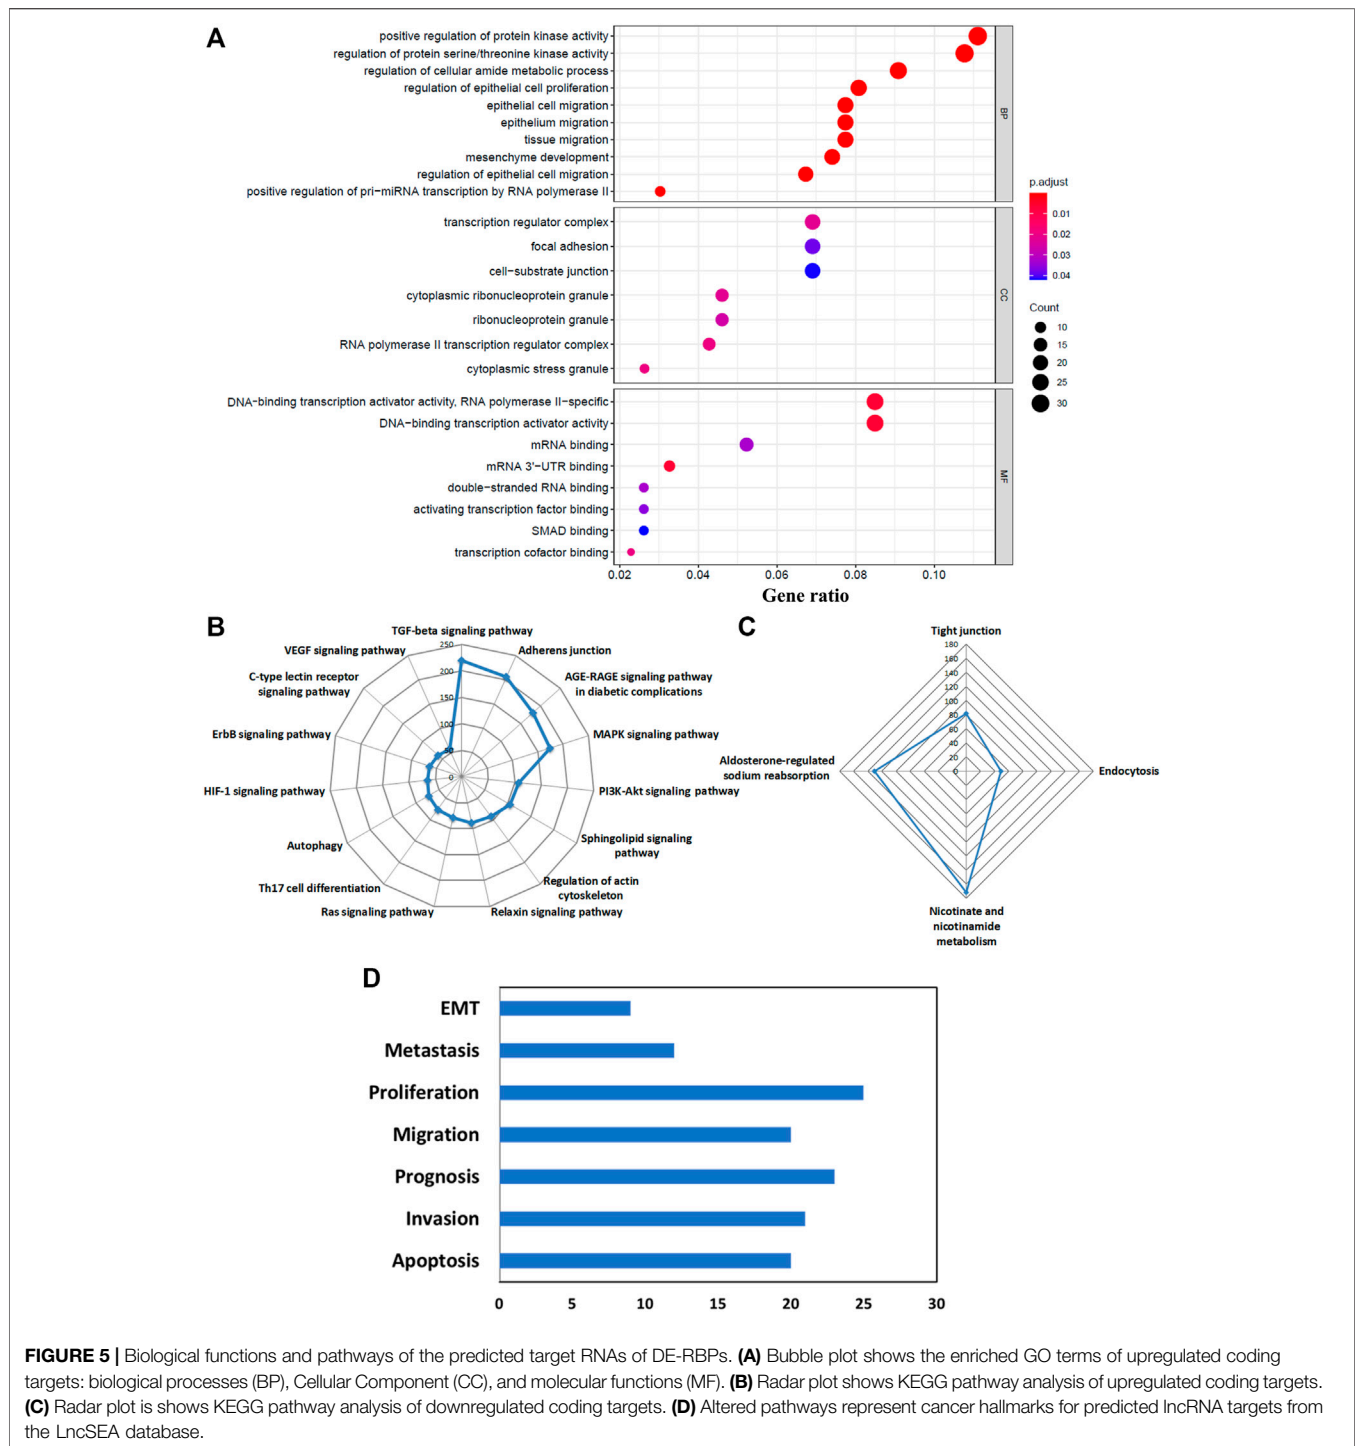 A
positive regulation of protein kinase activity
regulation of protein serine/threonine kinase activity
regulation of cellular amide metabolic process
regulation of epithelial cell proliferation
epithelial cell migration
epithelium migration
tissue migration
mesenchyme development
regulation of epithelial cell migration
positive regulation of pri−miRNA transcription by RNA polymerase II
BP
transcription regulator complex
focal adhesion
cell−substrate junction
cytoplasmic ribonucleoprotein granule
ribonucleoprotein granule
RNA polymerase II transcription regulator complex
cytoplasmic stress granule
CC
DNA−binding transcription activator activity, RNA polymerase II−specific
DNA−binding transcription activator activity
mRNA binding
mRNA 3'−UTR binding
double−stranded RNA binding
activating transcription factor binding
SMAD binding
transcription cofactor binding
MF
0.02 0.04 0.06 0.08 0.10
Gene ratio
p.adjust
0.01
0.02
0.03
0.04
Count
10
15
20
25
30
B
TGF-beta signaling pathway
Adherens junction
AGE-RAGE signaling pathway
in diabetic complications
MAPK signaling pathway
PI3K-Akt signaling pathway
Sphingolipid signaling
pathway
Regulation of actin
cytoskeleton
Relaxin signaling pathway
Ras signaling pathway
Th17 cell differentiation
Autophagy
HIF-1 signaling pathway
ErbB signaling pathway
C-type lectin receptor
signaling pathway
VEGF signaling pathway
250
200
150
100
50
0
C
Tight junction
180
160
140
120
100
80
60
40
20
0
Endocytosis
Nicotinate and
nicotinamide
metabolism
Aldosterone-regulated
sodium reabsorption
D
EMT
Metastasis
Proliferation
Migration
Prognosis
Invasion
Apoptosis
0 5 10 15 20 25 30
FIGURE 5 | Biological functions and pathways of the predicted target RNAs of DE-RBPs. (A) Bubble plot shows the enriched GO terms of upregulated coding
targets: biological processes (BP), Cellular Component (CC), and molecular functions (MF). (B) Radar plot shows KEGG pathway analysis of upregulated coding targets.
(C) Radar plot is shows KEGG pathway analysis of downregulated coding targets. (D) Altered pathways represent cancer hallmarks for predicted lncRNA targets from
the LncSEA database.